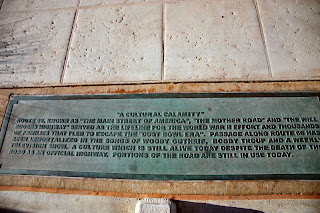 "A CULTURAL CALAMITY"
ROUTE 66, KNOWN AS "THE MAIN STREET OF AMERICA", "THE MOTHER ROAD" AND "THE WILL
ROGERS HIGHWAY" SERVED AS THE LIFELINE FOR THE WORLD WAR II EFFORT AND THOUSANDS
OF FAMILIES THAT FLED TO ESCAPE THE "DUST BOWL ERA". PASSAGE ALONG ROUTE 66 HAS
BEEN IMMORTALIZED IN THE SONGS OF WOODY GUTHRIE, BOBBY TROUP AND A WEEKLY
TELEVISION SHOW. A CULTURE WHICH IS STILL ALIVE TODAY DESPITE THE DEATH OF THE
ROAD AS AN OFFICIAL HIGHWAY. PORTIONS OF THE ROAD ARE STILL IN USE TODAY.